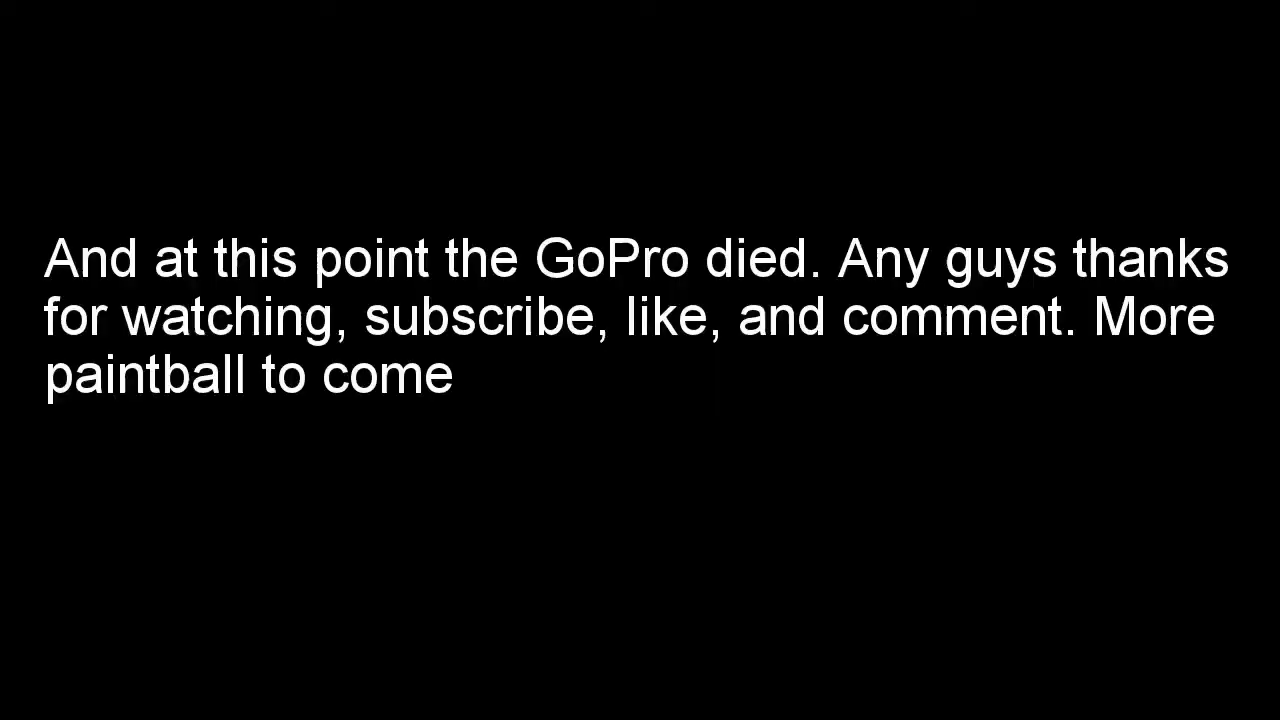 And at this point the GoPro died. Any guys thanks
for watching, subscribe, like, and comment. More
paintball to come